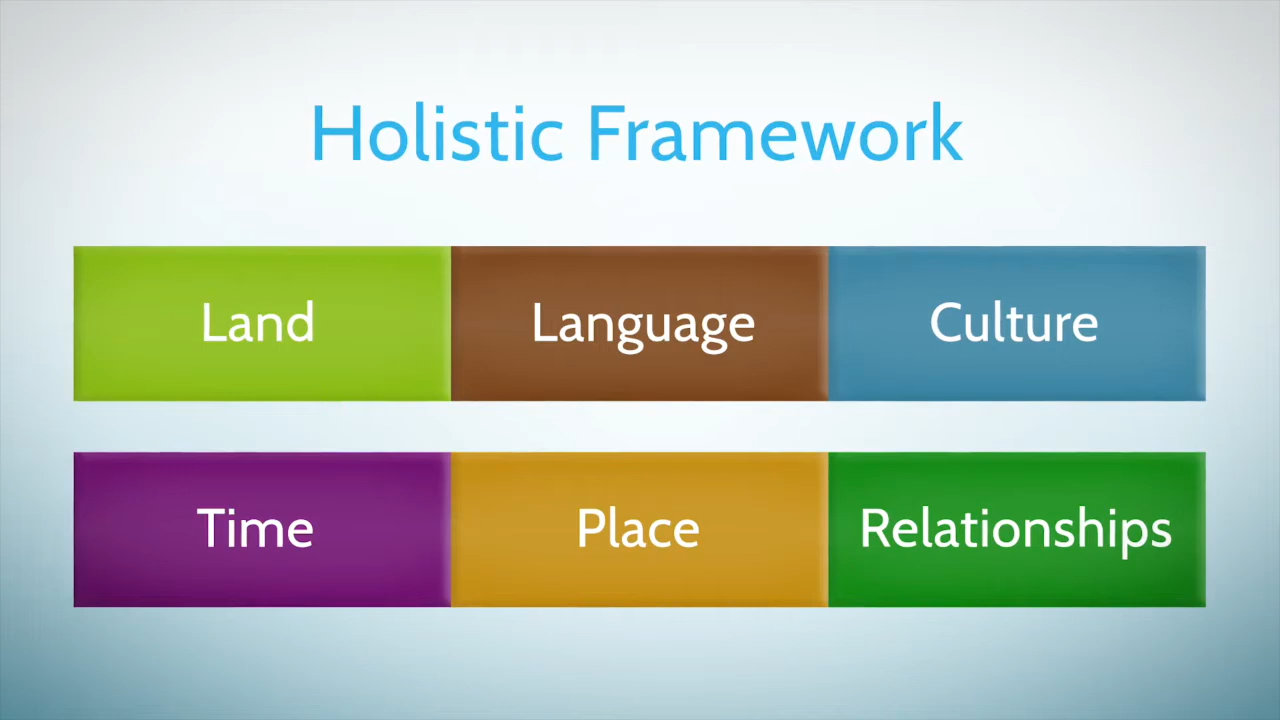 Holistic Framework
Land
Language
Culture
Time
Place
Relationships